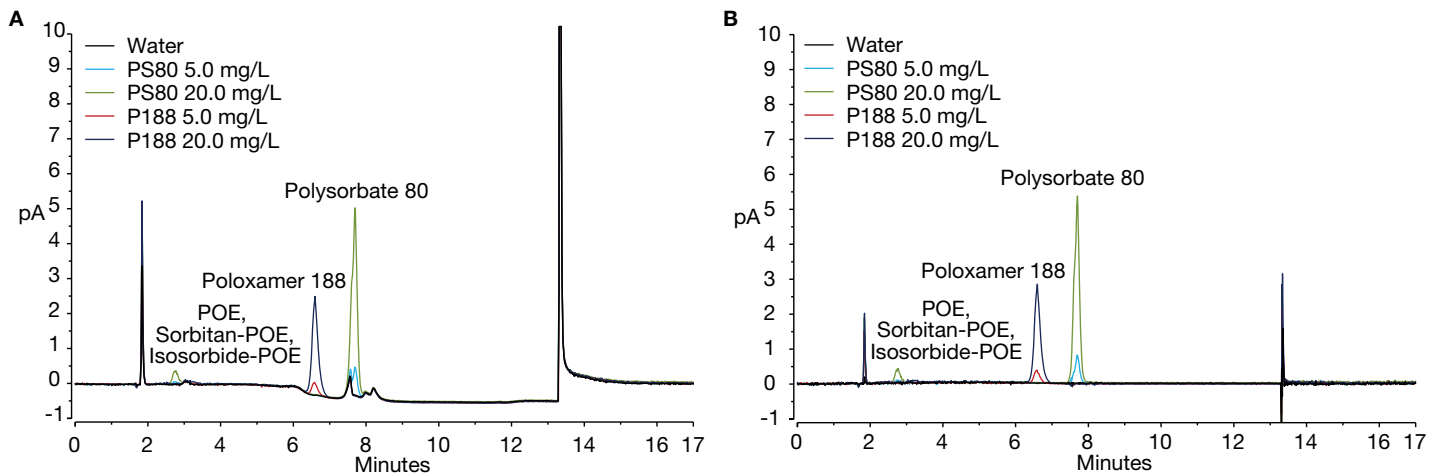 A
10
9
8
7
6
5
4
3
2
1
0
-1
pA
Water
PS80 5.0 mg/L
PS80 20.0 mg/L
P188 5.0 mg/L
P188 20.0 mg/L
Polysorbate 80
Poloxamer 188
POE,
Sorbitan-POE,
Isosorbide-POE
0 2 4 6 8 10 12 14 16 17
Minutes
B
10
9
8
7
6
5
4
3
2
1
0
-1
pA
Water
PS80 5.0 mg/L
PS80 20.0 mg/L
P188 5.0 mg/L
P188 20.0 mg/L
Polysorbate 80
Poloxamer 188
POE,
Sorbitan-POE,
Isosorbide-POE
0 2 4 6 8 10 12 14 16 17
Minutes